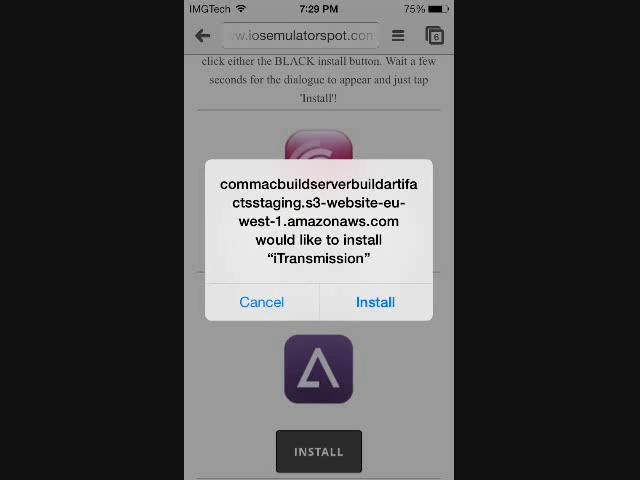 IMGTech 7:29 PM 75%
w.iosemulatorspot.com
6
click either the BLACK install button. Wait a few
seconds for the dialogue to appear and just tap
'Install'!
commacbuildserverbuildartifa
ctsstaging.s3-website-eu-
west-1.amazonaws.com
would like to install
“iTransmission”
Cancel Install
INSTALL